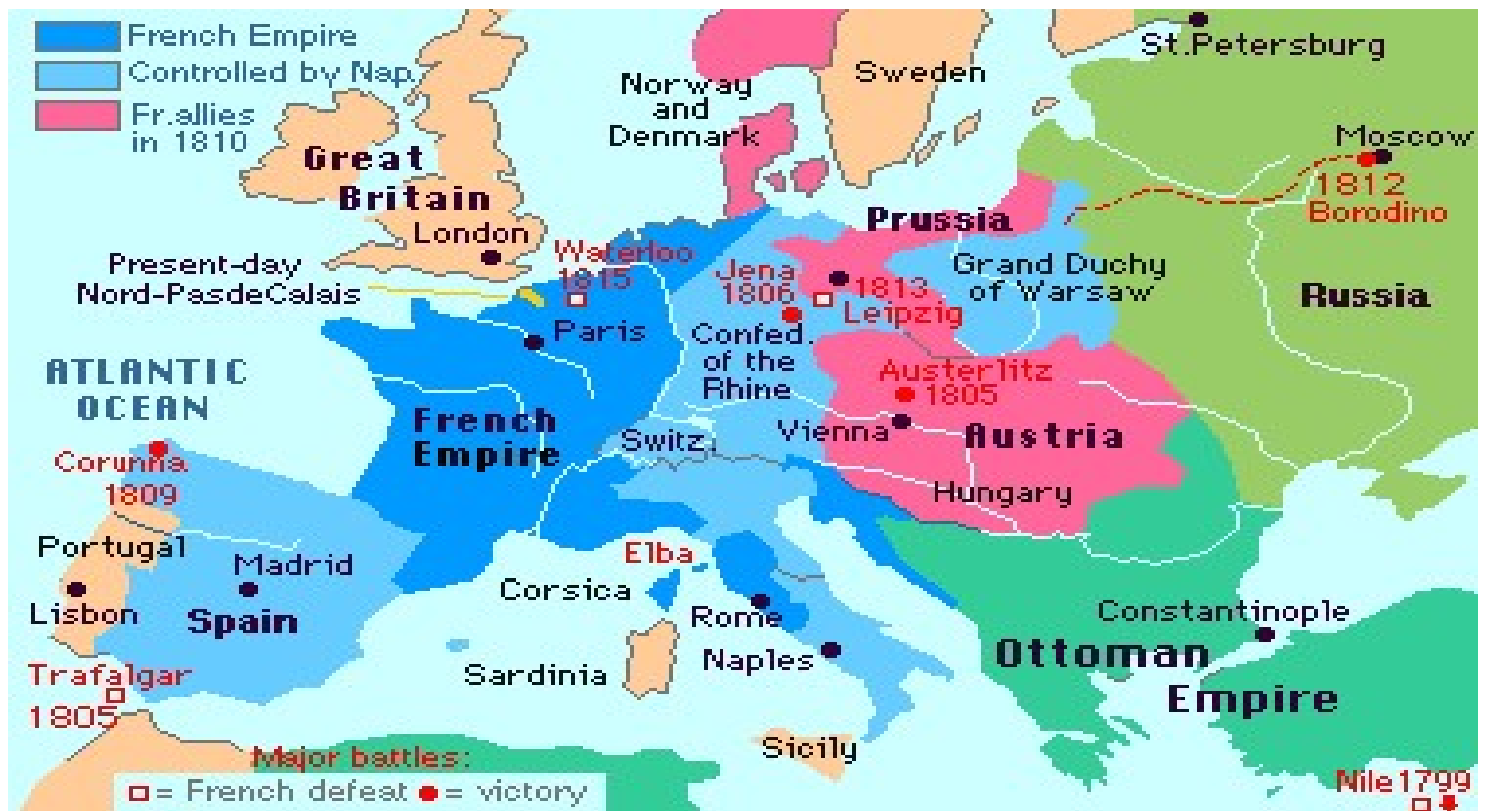 French Empire
Controlled by Nap.
Fr.allies
in 1810
St.Petersburg
Sweden
Norway
and
Denmark
Moscow
1812
Borodino
Great
Britain
London
Prussia
Waterloo
1815
Present-day
Nord-PasdeCalais
Jena
1806
1813
Leipzig
Grand Duchy
of Warsaw
Russia
Paris
Confed.
of the
Rhine
ATLANTIC
OCEAN
Austerlitz
1805
French
Empire
Switz.
Vienna
Austria
Corunna
1809
Hungary
Portugal
Madrid
Elba
Corsica
Lisbon
Spain
Rome
Constantinople
Naples
Ottoman
Empire
Sardinia
Trafalgar
1805
Sicily
Major battles:
= French defeat = victory
Nile 1799